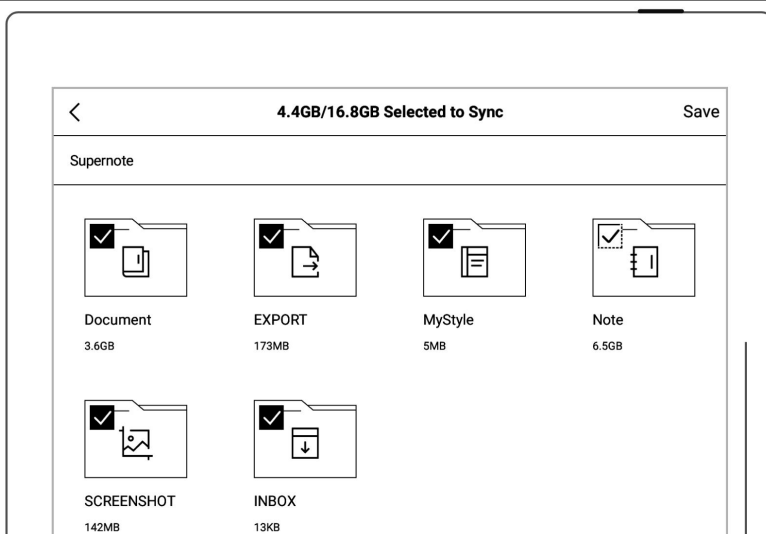 4.4GB/16.8GB Selected to Sync
Save
Supernote
Document
EXPORT
MyStyle
Note
3.6GB
173MB
5MB
6.5GB
SCREENSHOT
INBOX
142MB
13KB